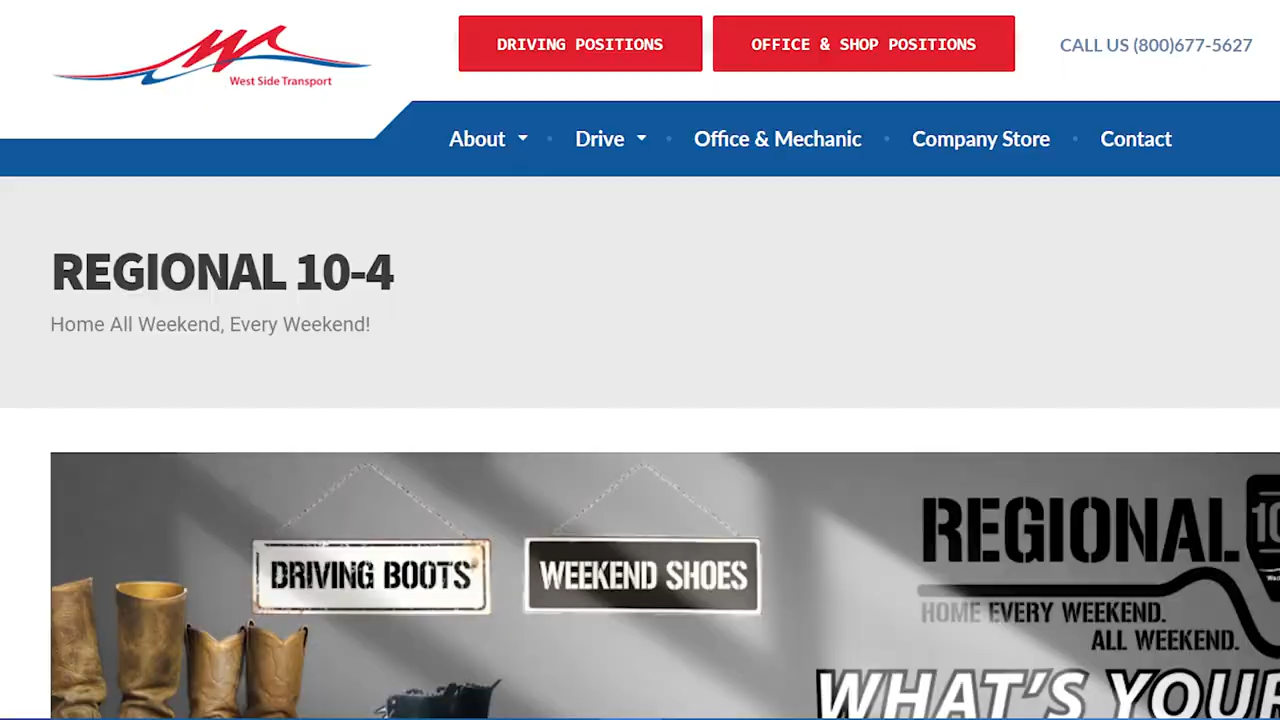 West Side Transport
DRIVING POSITIONS
OFFICE & SHOP POSITIONS
CALL US (800)677-5627
About
Drive
Office & Mechanic
Company Store
Contact
REGIONAL 10-4
Home All Weekend, Every Weekend!
DRIVING BOOTS
WEEKEND SHOES
REGIONAL
HOME EVERY WEEKEND.
ALL WEEKEND.
WHAT'S YOUR